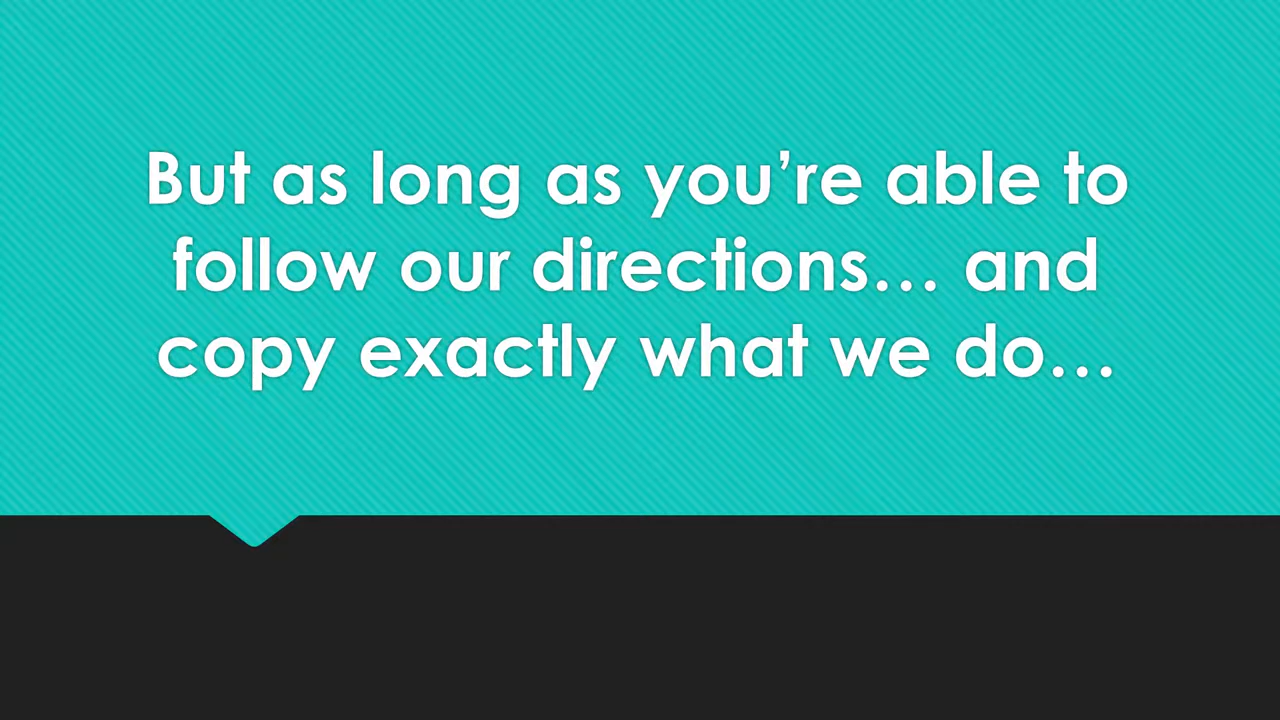 But as long as you’re able to
follow our directions… and
copy exactly what we do…